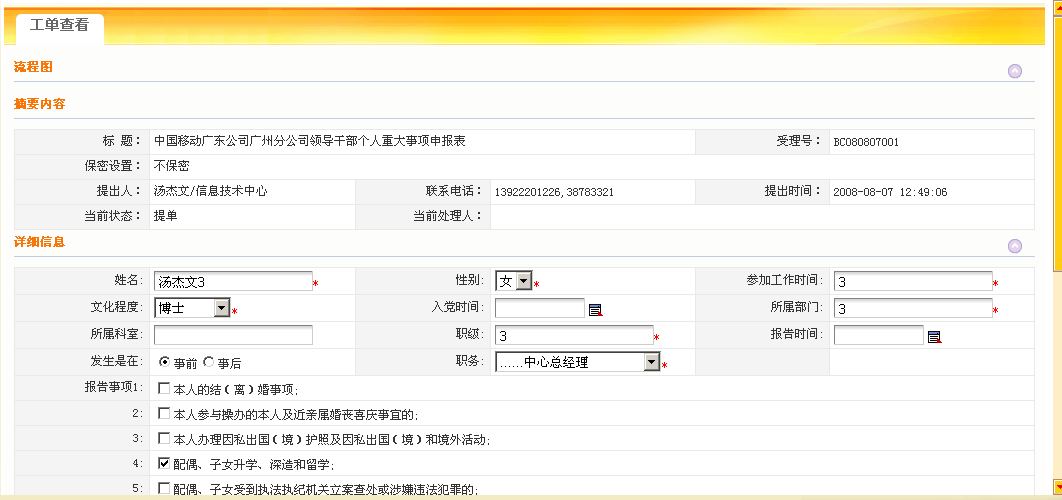 工单查看
流程图
摘要内容
标 题: 中国移动广东公司广州分公司领导干部个人重大事项申报表 受理号: BC080807001
保密设置: 不保密
提出人: 汤杰文/信息技术中心 联系电话: 13922201226,38783321 提出时间: 2008-08-07 12:49:06
当前状态: 提单 当前处理人:
详细信息
姓名: 汤杰文3* 性别: 女* 参加工作时间: 3*
文化程度: 博士* 入党时间: 所属部门: 3*
所属科室: 职级: 3* 报告时间:
发生是在: 事前 事后 职务: ......中心总经理*
报告事项1: 本人的结(离)婚事项;
2: 本人参与操办的本人及近亲属婚丧喜庆事宜的;
3: 本人办理因私出国(境)护照及因私出国(境)和境外活动;
4: 配偶、子女升学、深造和留学;
5: 配偶、子女受到执法执纪机关立案查处或涉嫌违法犯罪的;